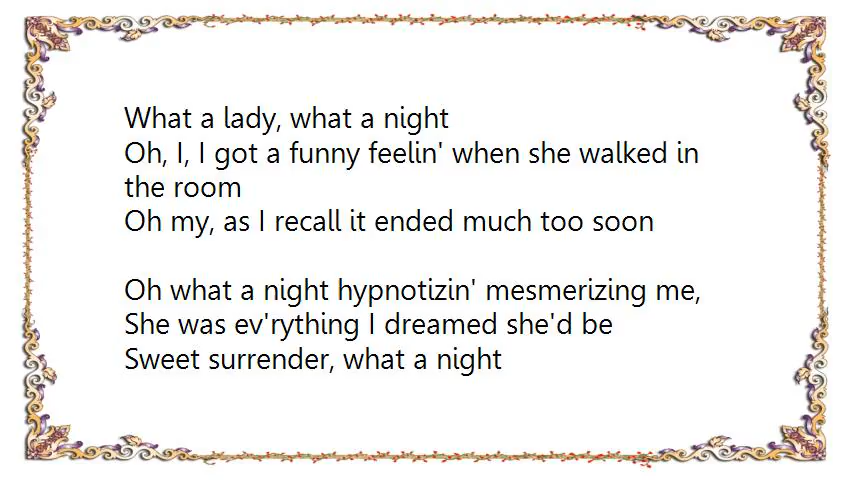 What a lady, what a night
Oh, I, I got a funny feelin' when she walked in
the room
Oh my, as I recall it ended much too soon
Oh what a night hypnotizin' mesmerizing me,
She was ev'rything I dreamed she'd be
Sweet surrender, what a night